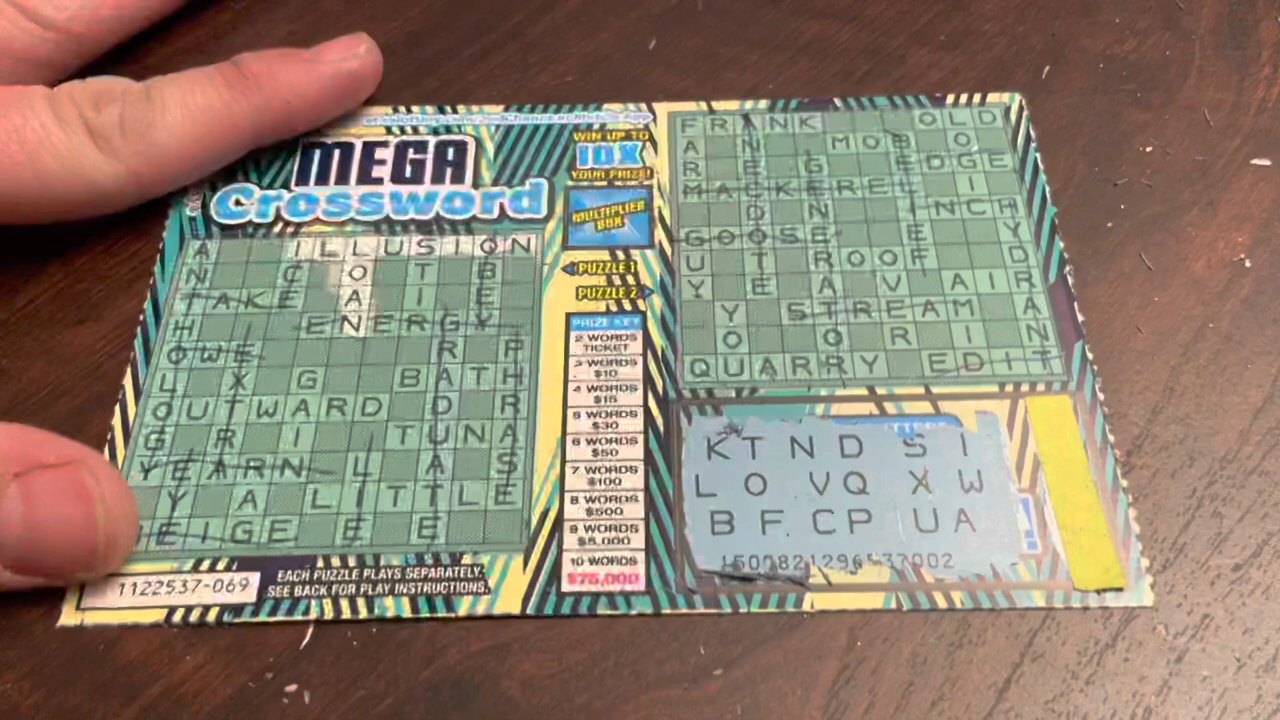 MEGA
Crossword
WIN UP TO
10X
YOUR PRIZE!
MULTIPLIER
BOX
PUZZLE 1
PUZZLE 2
PRIZE KEY
2 WORDS
TICKET
3 WORDS
$10
4 WORDS
$15
5 WORDS
$30
6 WORDS
$50
7 WORDS
$100
8 WORDS
$500
9 WORDS
$5,000
10 WORDS
$75,000
ILLUSION
TAKE
ENERGY
OWE
BATH
OUTWARD
TUNA
YEARN
LITTLE
BEIGE
1122537-069
EACH PUZZLE PLAYS SEPARATELY.
SEE BACK FOR PLAY INSTRUCTIONS.
FRANK OLD
MOB
EDGE
MACKEREL
INCH
GOOSE
ROOF
AIR
STREAM
QUARRY EDIT
K T N D S I
L O V Q X W
B F C P U A